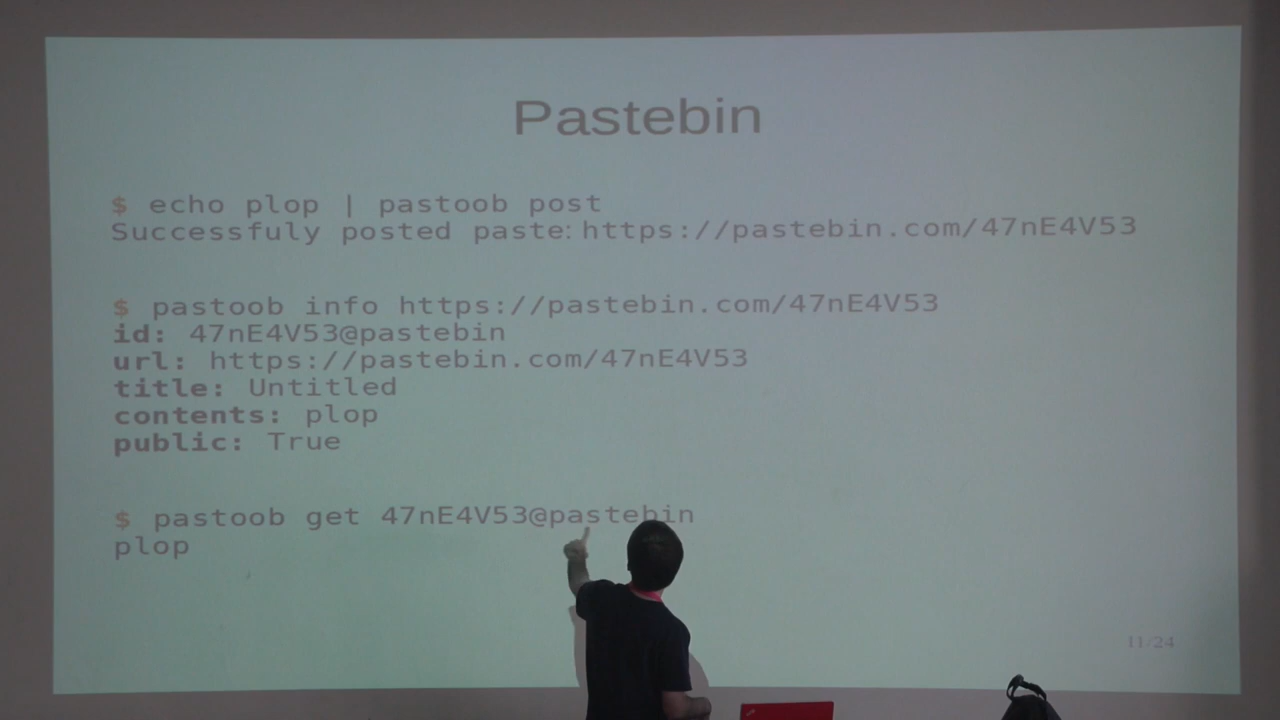 Pastebin
$ echo plop | pastoob post
Successfuly posted paste: https://pastebin.com/47nE4V53
$ pastoob info https://pastebin.com/47nE4V53
id: 47nE4V53@pastebin
url: https://pastebin.com/47nE4V53
title: Untitled
contents: plop
public: True
$ pastoob get 47nE4V53@pastebin
plop
11/24